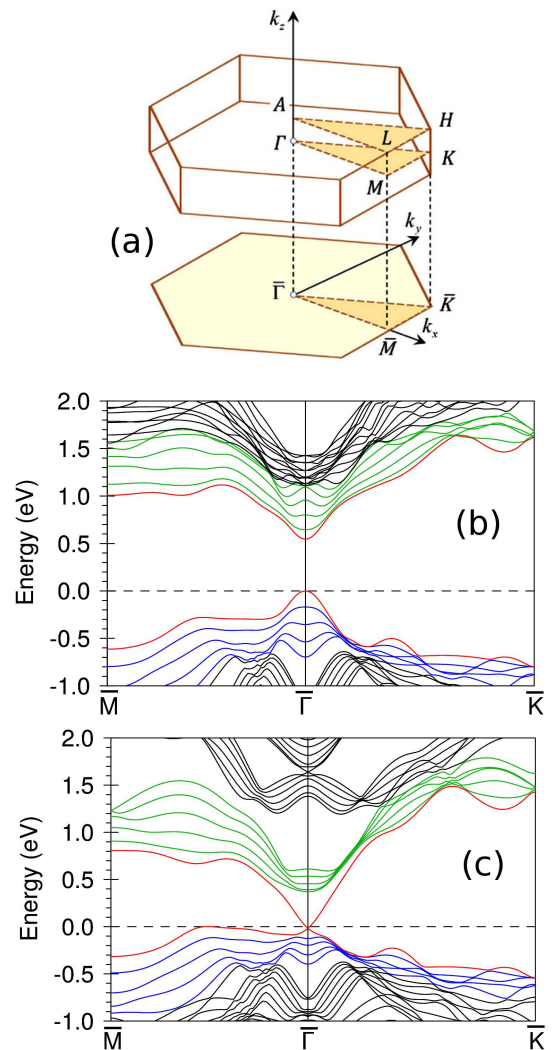 k_z
A
H
Γ
L
K
M
(a)
k_y
Γ̅
K̅
k_x
M̅
2.0
1.5
1.0
(b)
0.5
0.0
-0.5
-1.0
Energy (eV)
M̅ Γ̅ K̅
2.0
1.5
1.0
(c)
0.5
0.0
-0.5
-1.0
Energy (eV)
M̅ Γ̅ K̅